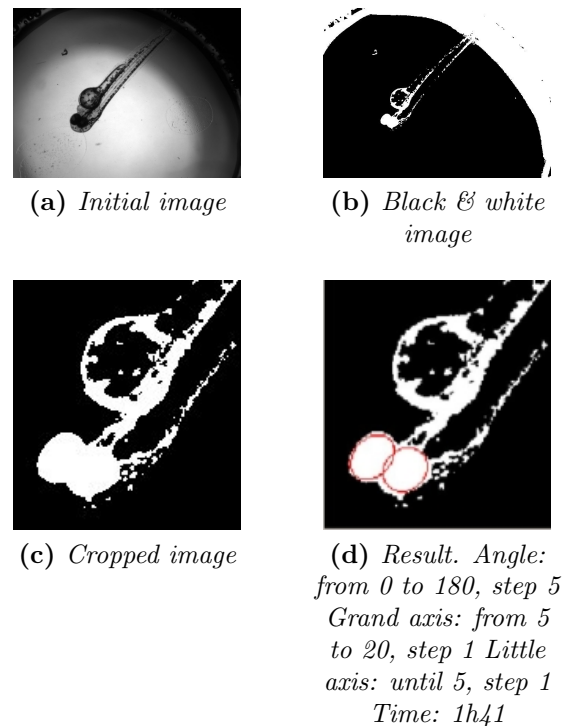 (a) Initial image
(b) Black & white
image
(c) Cropped image
(d) Result. Angle:
from 0 to 180, step 5
Grand axis: from 5
to 20, step 1 Little
axis: until 5, step 1
Time: 1h41